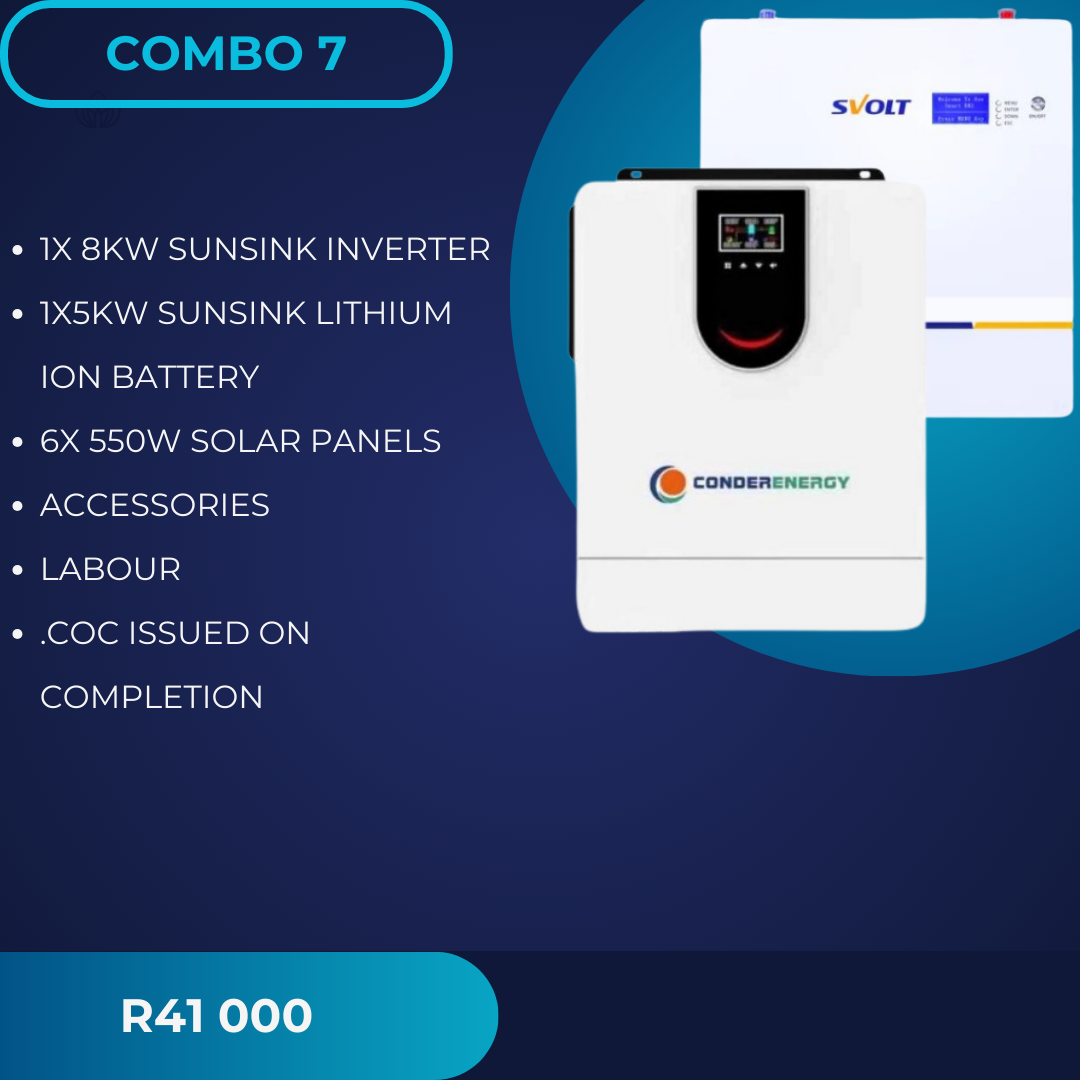 COMBO 7
SVOLT
1X 8KW SUNSINK INVERTER
1X5KW SUNSINK LITHIUM
ION BATTERY
6X 550W SOLAR PANELS
ACCESSORIES
LABOUR
.COC ISSUED ON
COMPLETION
CONDERENERGY
R41 000